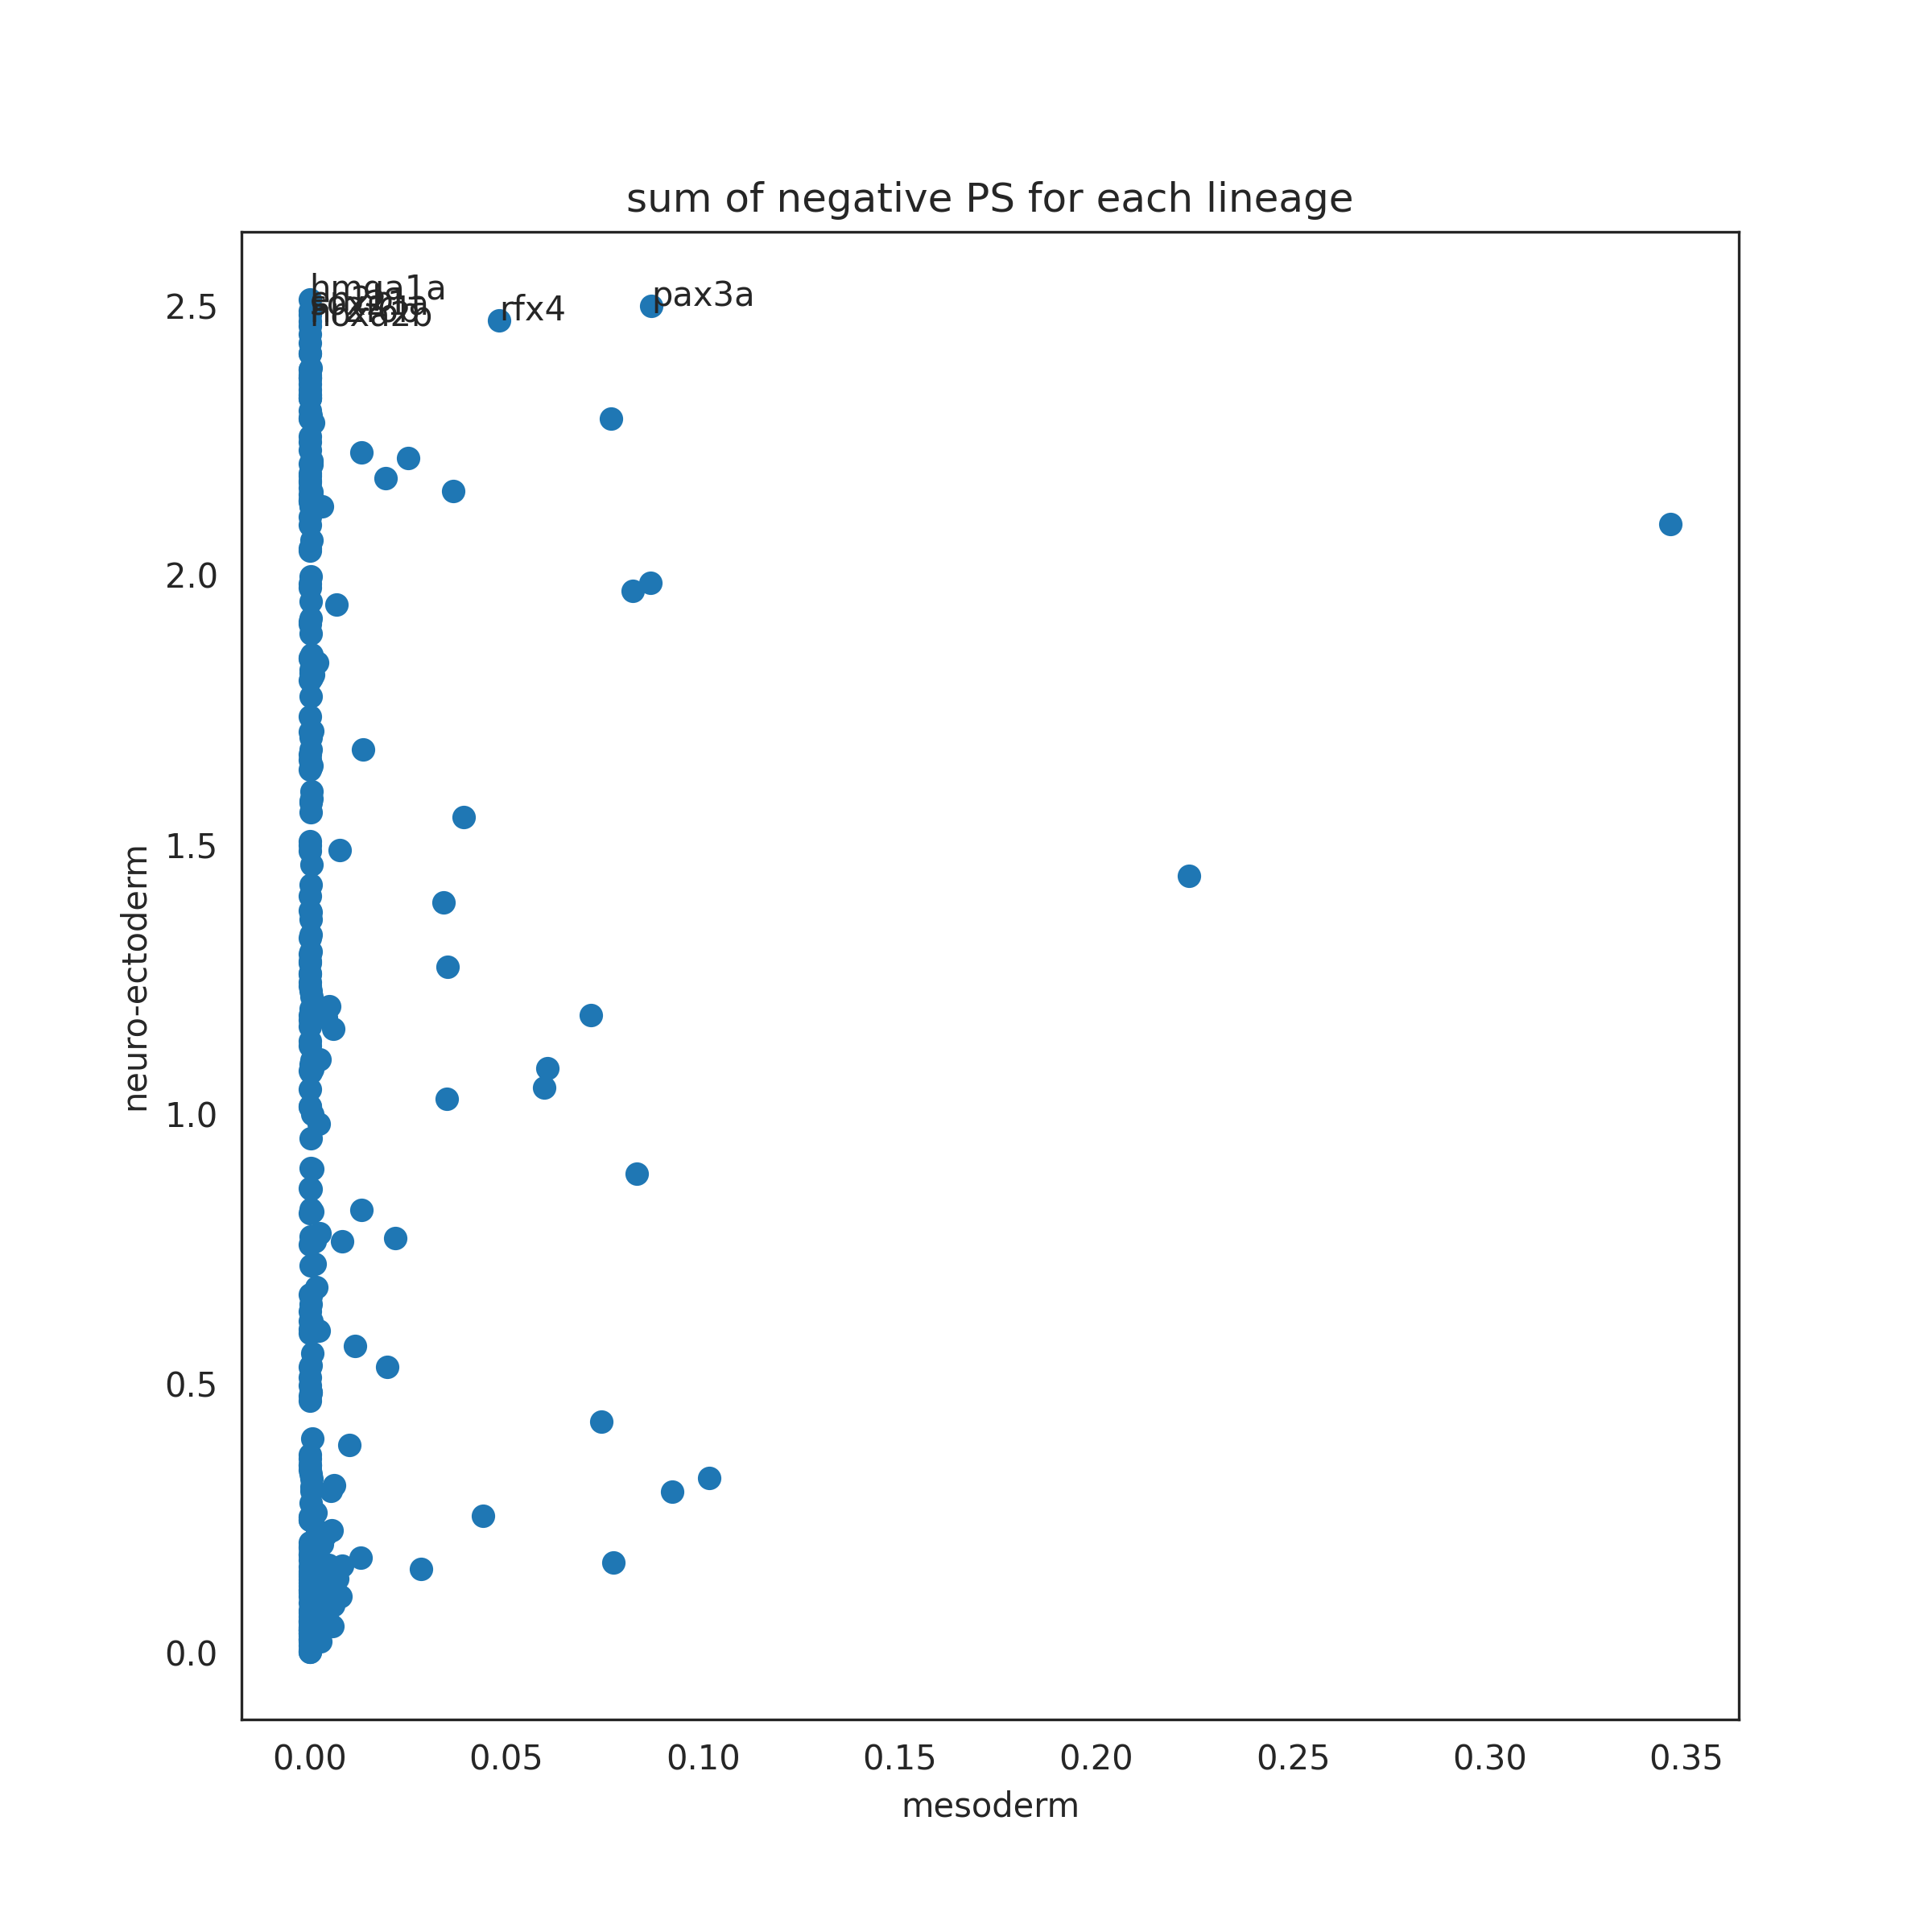 sum of negative PS for each lineage
hmga1a
pax3a
rfx4
hoxa2b
2.5
2.0
1.5
1.0
0.5
0.0
neuro-ectoderm
0.00 0.05 0.10 0.15 0.20 0.25 0.30 0.35
mesoderm